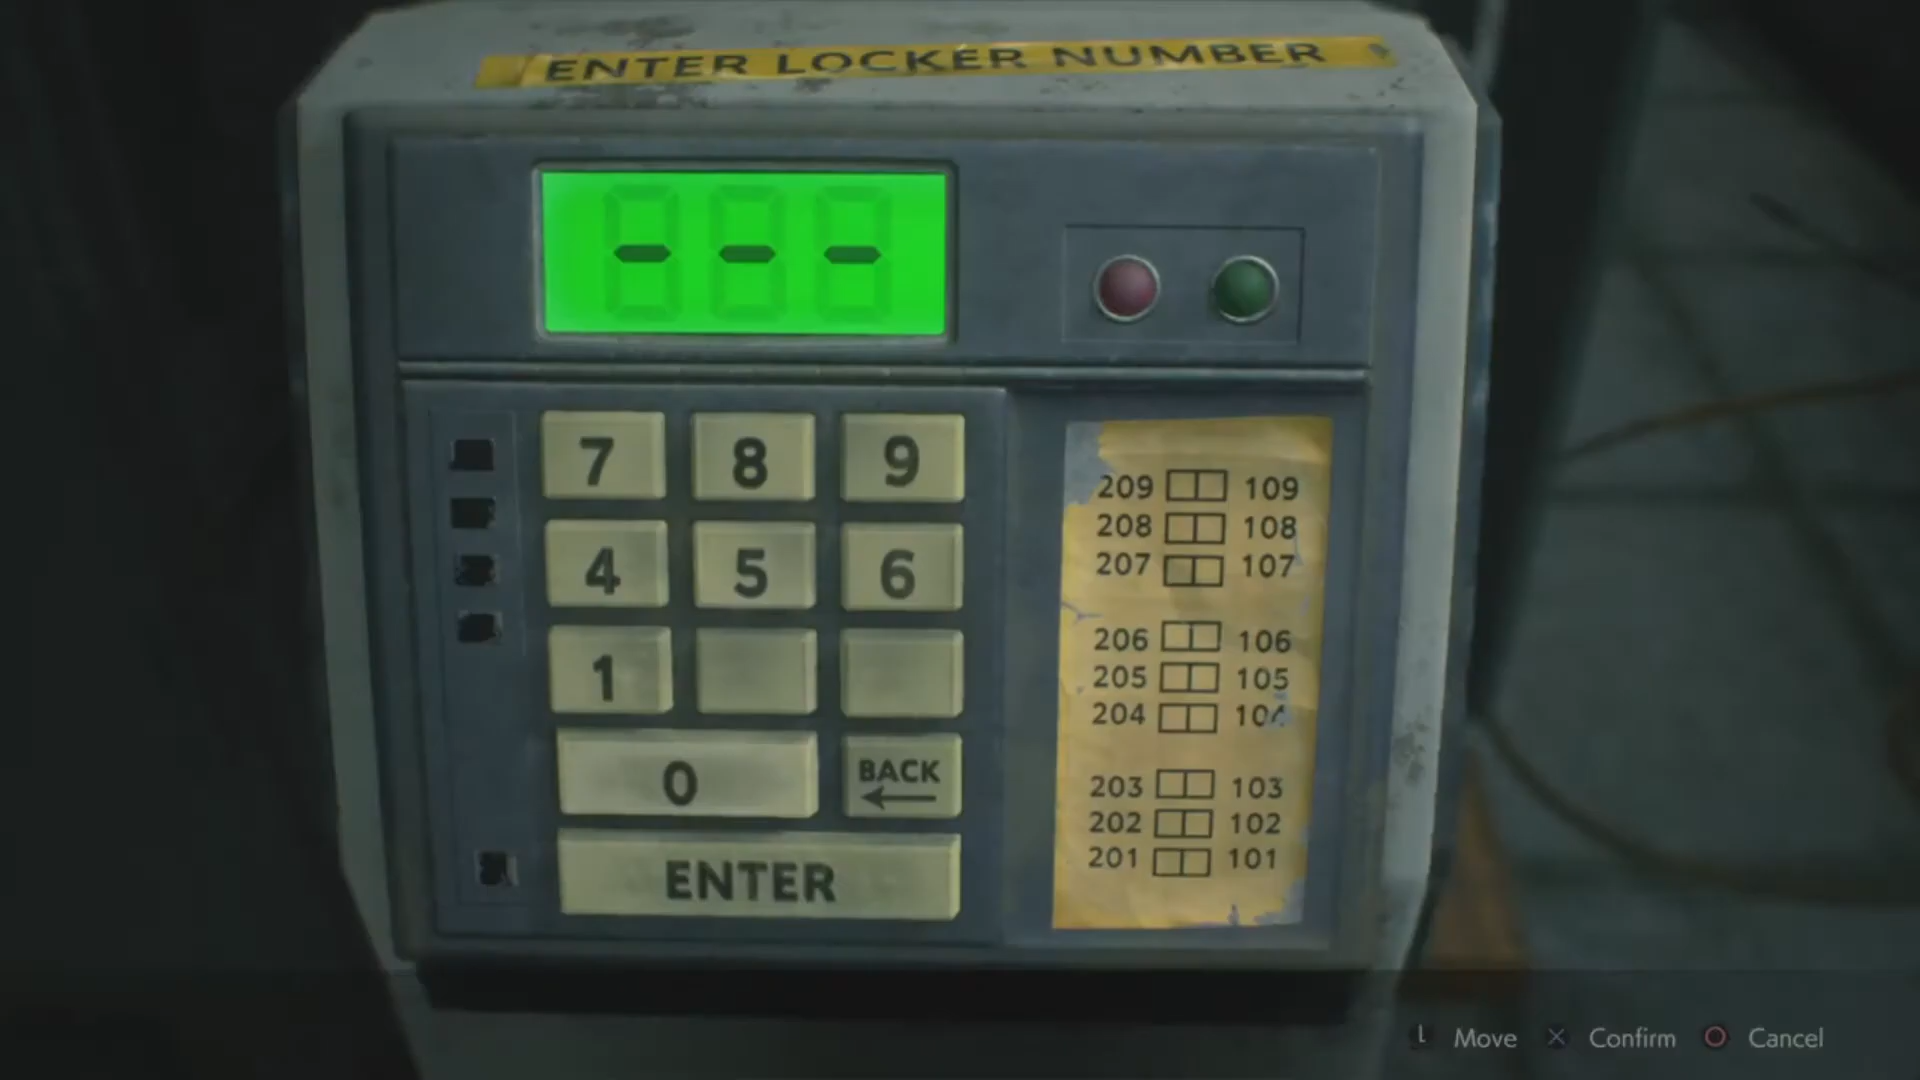 ENTER LOCKER NUMBER
7 8 9
4 5 6
1
0 BACK
ENTER
209 109
208 108
207 107
206 106
205 105
204 104
203 103
202 102
201 101
L Move X Confirm O Cancel